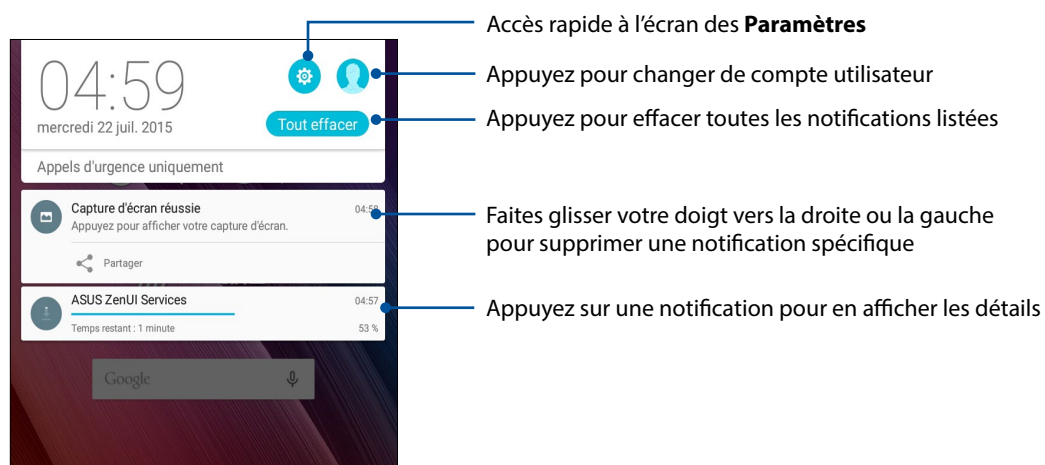 Accès rapide à l'écran des Paramètres
04:59
Appuyez pour changer de compte utilisateur
mercredi 22 juil. 2015
Tout effacer
Appuyez pour effacer toutes les notifications listées
Appels d'urgence uniquement
Capture d'écran réussie
04:58
Appuyez pour afficher votre capture d'écran.
Faites glisser votre doigt vers la droite ou la gauche
pour supprimer une notification spécifique
Partager
ASUS ZenUI Services
04:57
Appuyez sur une notification pour en afficher les détails
Temps restant : 1 minute
53 %
Google